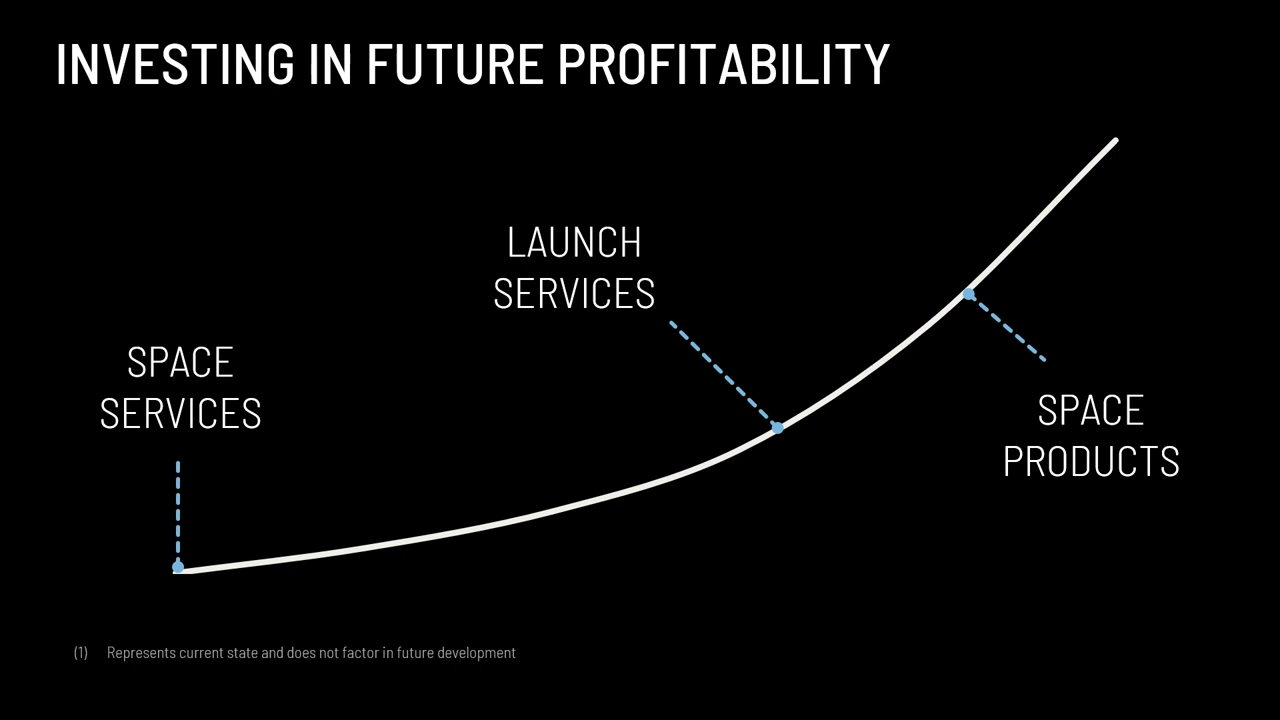 INVESTING IN FUTURE PROFITABILITY
LAUNCH
SERVICES
SPACE
SERVICES
SPACE
PRODUCTS
(1) Represents current state and does not factor in future development